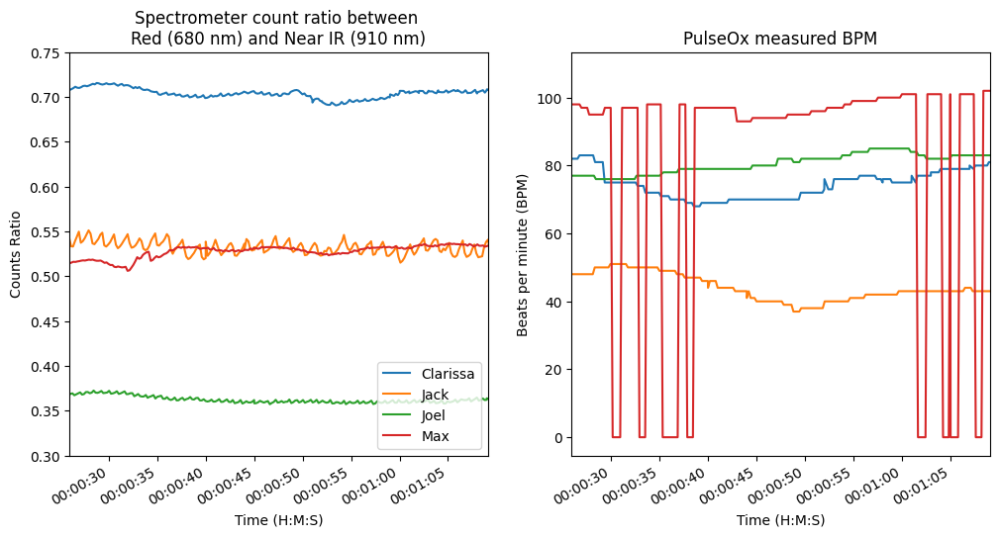 Spectrometer count ratio between
Red (680 nm) and Near IR (910 nm)
0.75
0.70
0.65
0.60
0.55
0.50
0.45
0.40
0.35
0.30
Counts Ratio
Clarissa
Jack
Joel
Max
00:00:30
00:00:35
00:00:40
00:00:45
00:00:50
00:00:55
00:01:00
00:01:05
Time (H:M:S)
PulseOx measured BPM
100
80
60
40
20
0
Beats per minute (BPM)
00:00:30
00:00:35
00:00:40
00:00:45
00:00:50
00:00:55
00:01:00
00:01:05
Time (H:M:S)